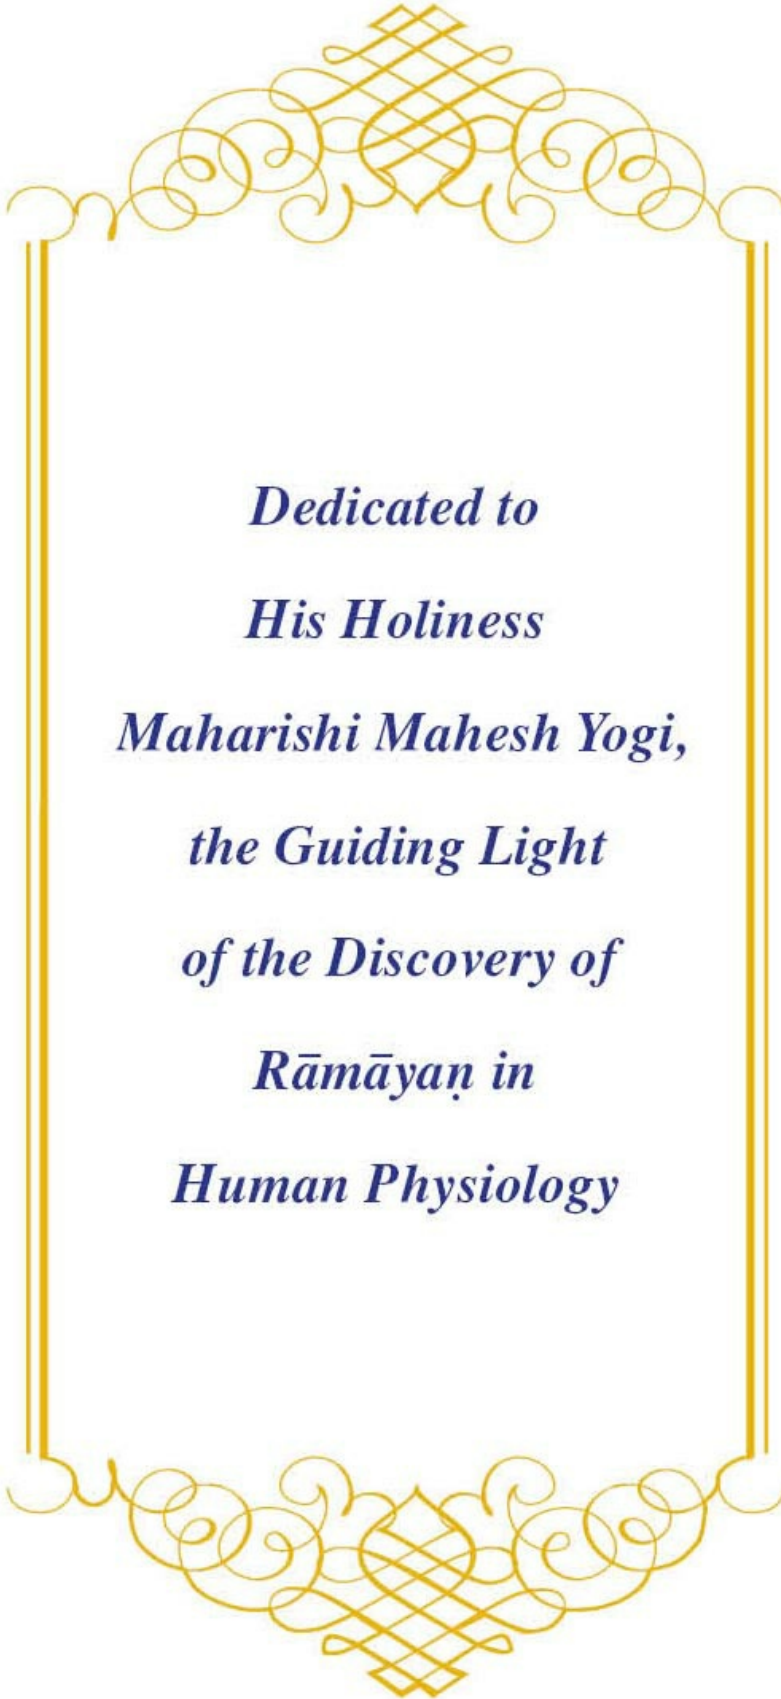 Dedicated to
His Holiness
Maharishi Mahesh Yogi,
the Guiding Light
of the Discovery of
Rāmāyaṇ in
Human Physiology